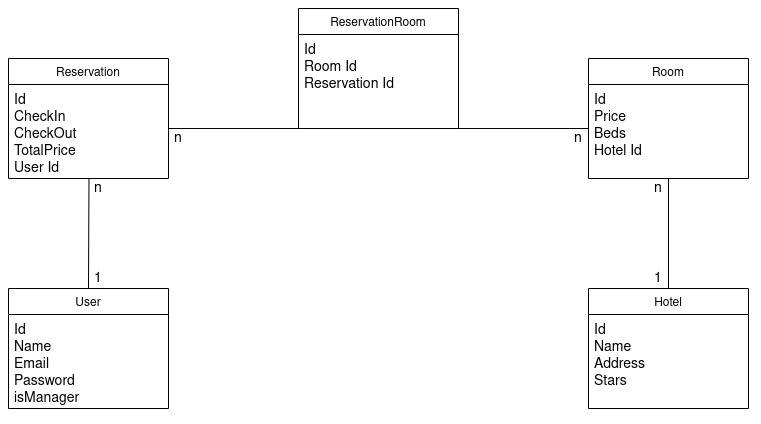 ReservationRoom
Id
Room Id
Reservation Id
Reservation
Id
CheckIn
CheckOut
TotalPrice
User Id
Room
Id
Price
Beds
Hotel Id
n
n
n
n
1
1
User
Id
Name
Email
Password
isManager
Hotel
Id
Name
Address
Stars